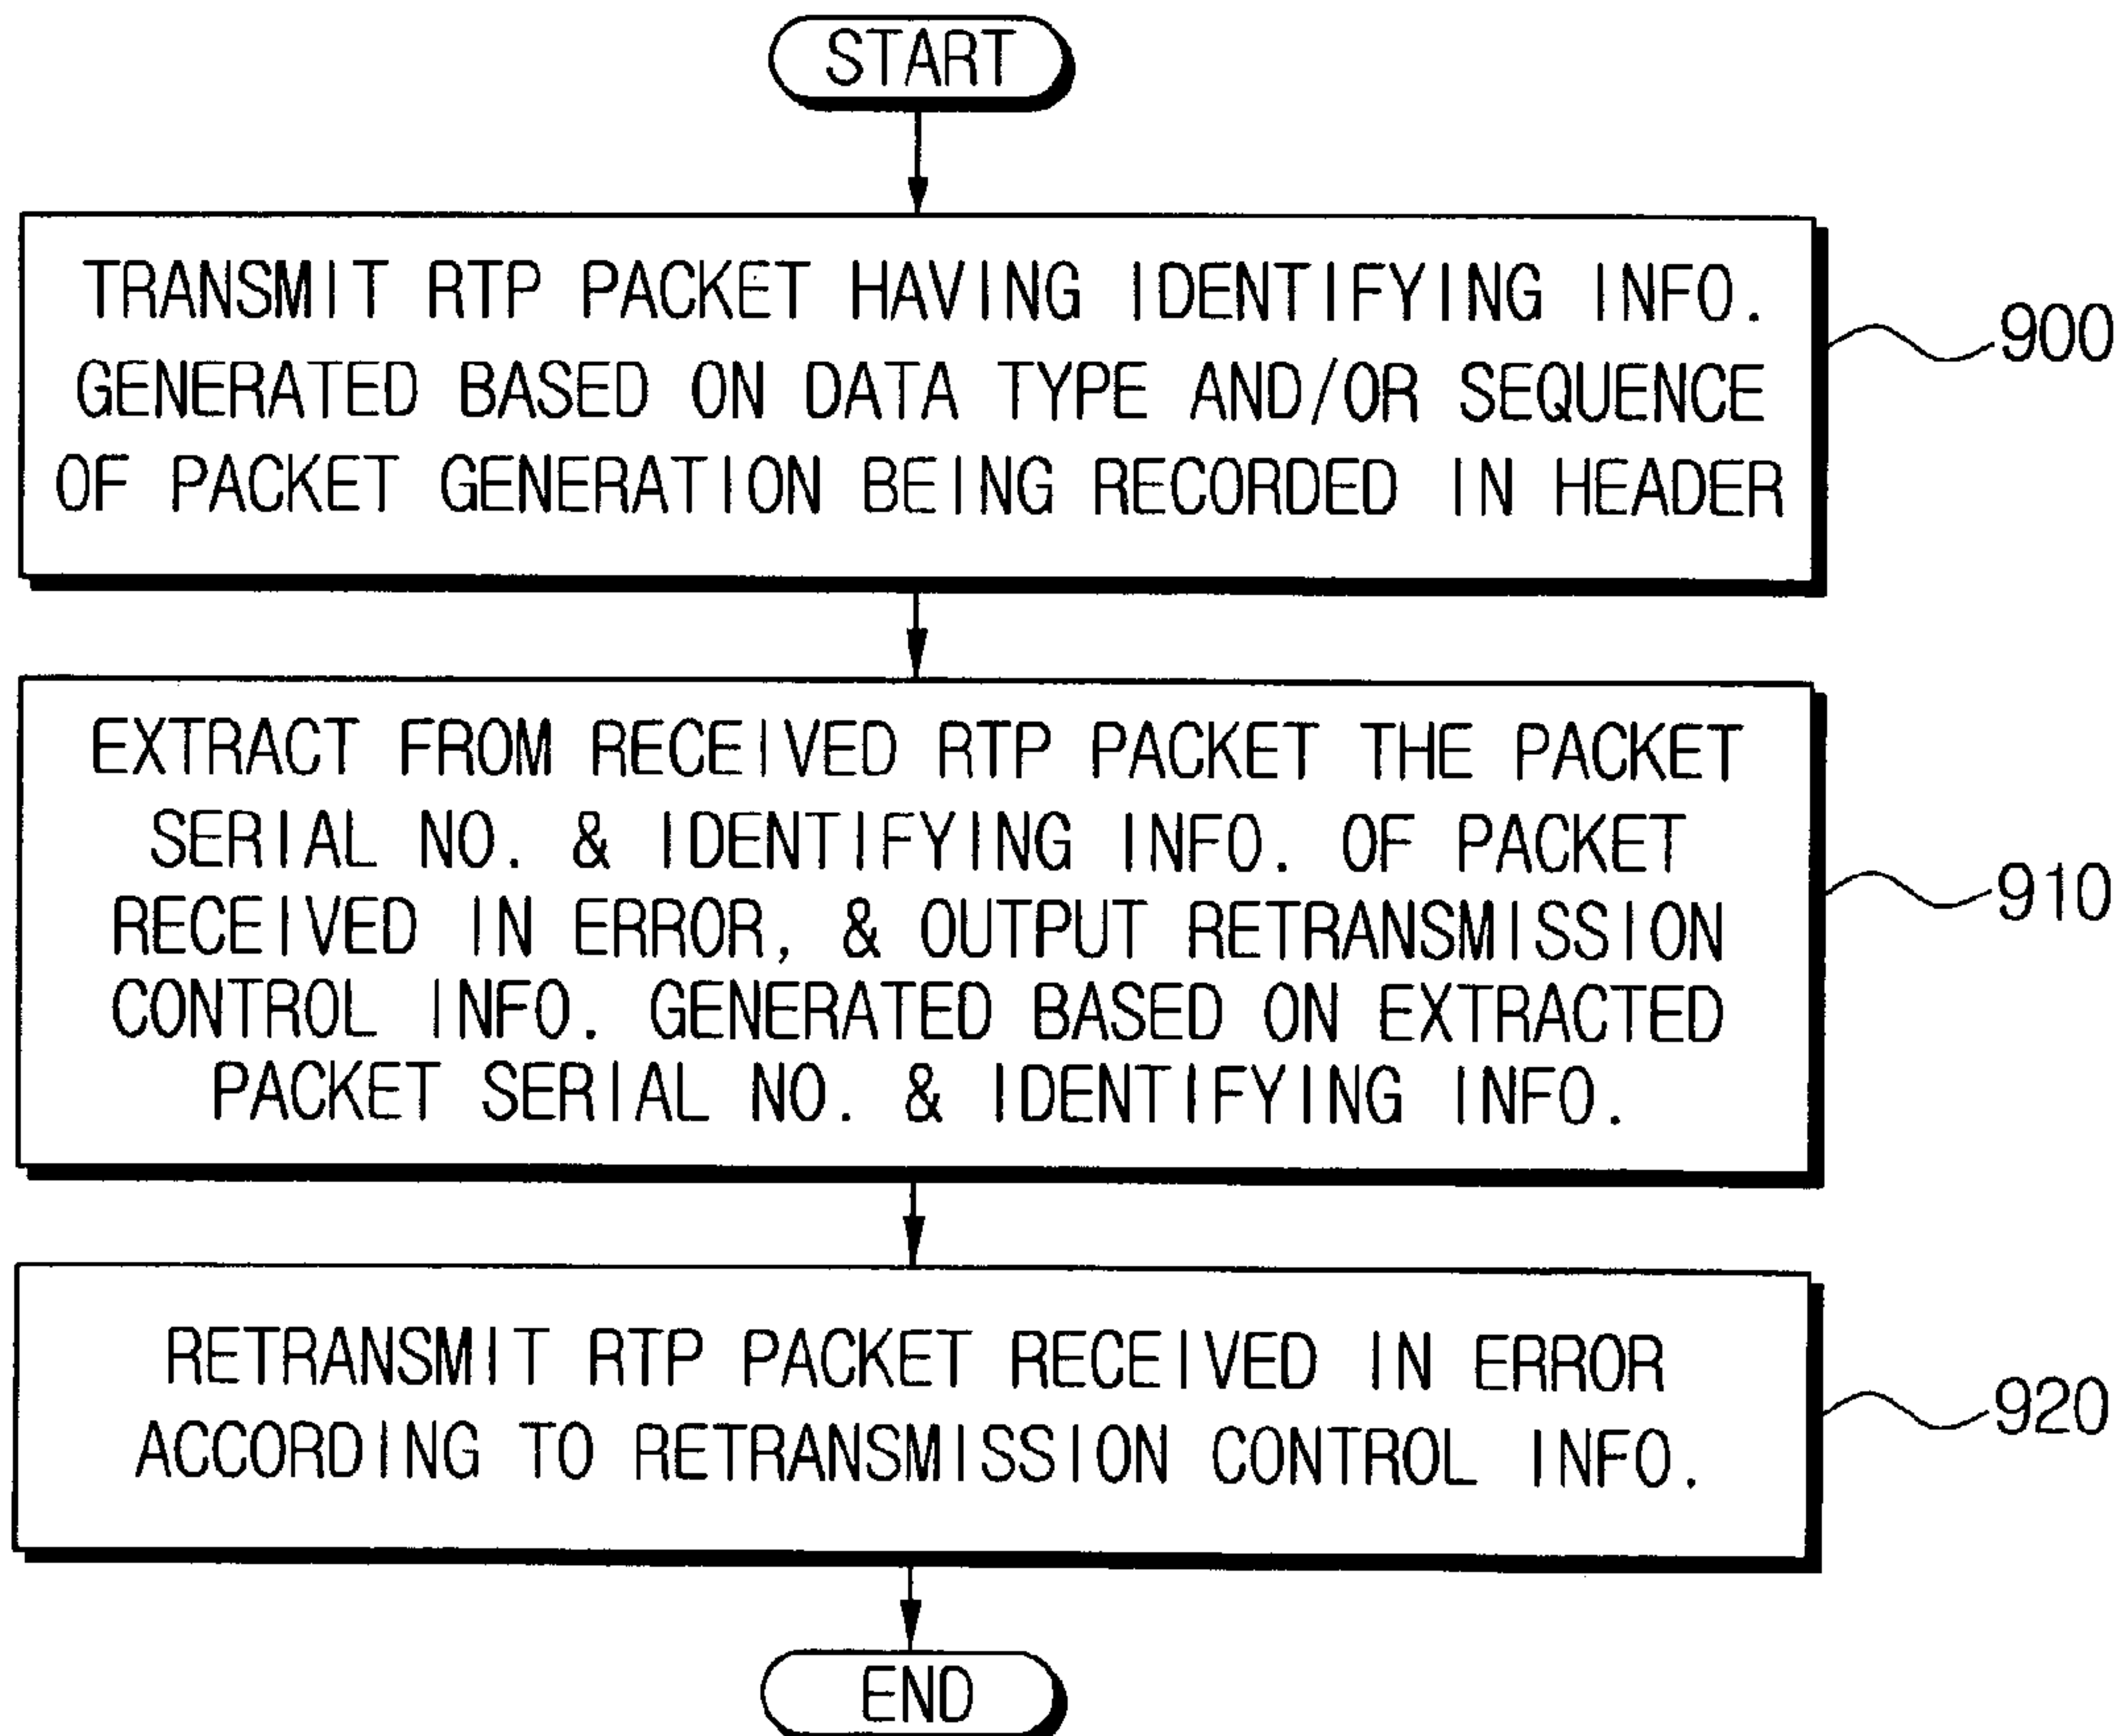 START
TRANSMIT RTP PACKET HAVING IDENTIFYING INFO.
GENERATED BASED ON DATA TYPE AND/OR SEQUENCE
OF PACKET GENERATION BEING RECORDED IN HEADER
900
EXTRACT FROM RECEIVED RTP PACKET THE PACKET
SERIAL NO. & IDENTIFYING INFO. OF PACKET
RECEIVED IN ERROR, & OUTPUT RETRANSMISSION
CONTROL INFO. GENERATED BASED ON EXTRACTED
PACKET SERIAL NO. & IDENTIFYING INFO.
910
RETRANSMIT RTP PACKET RECEIVED IN ERROR
ACCORDING TO RETRANSMISSION CONTROL INFO.
920
END